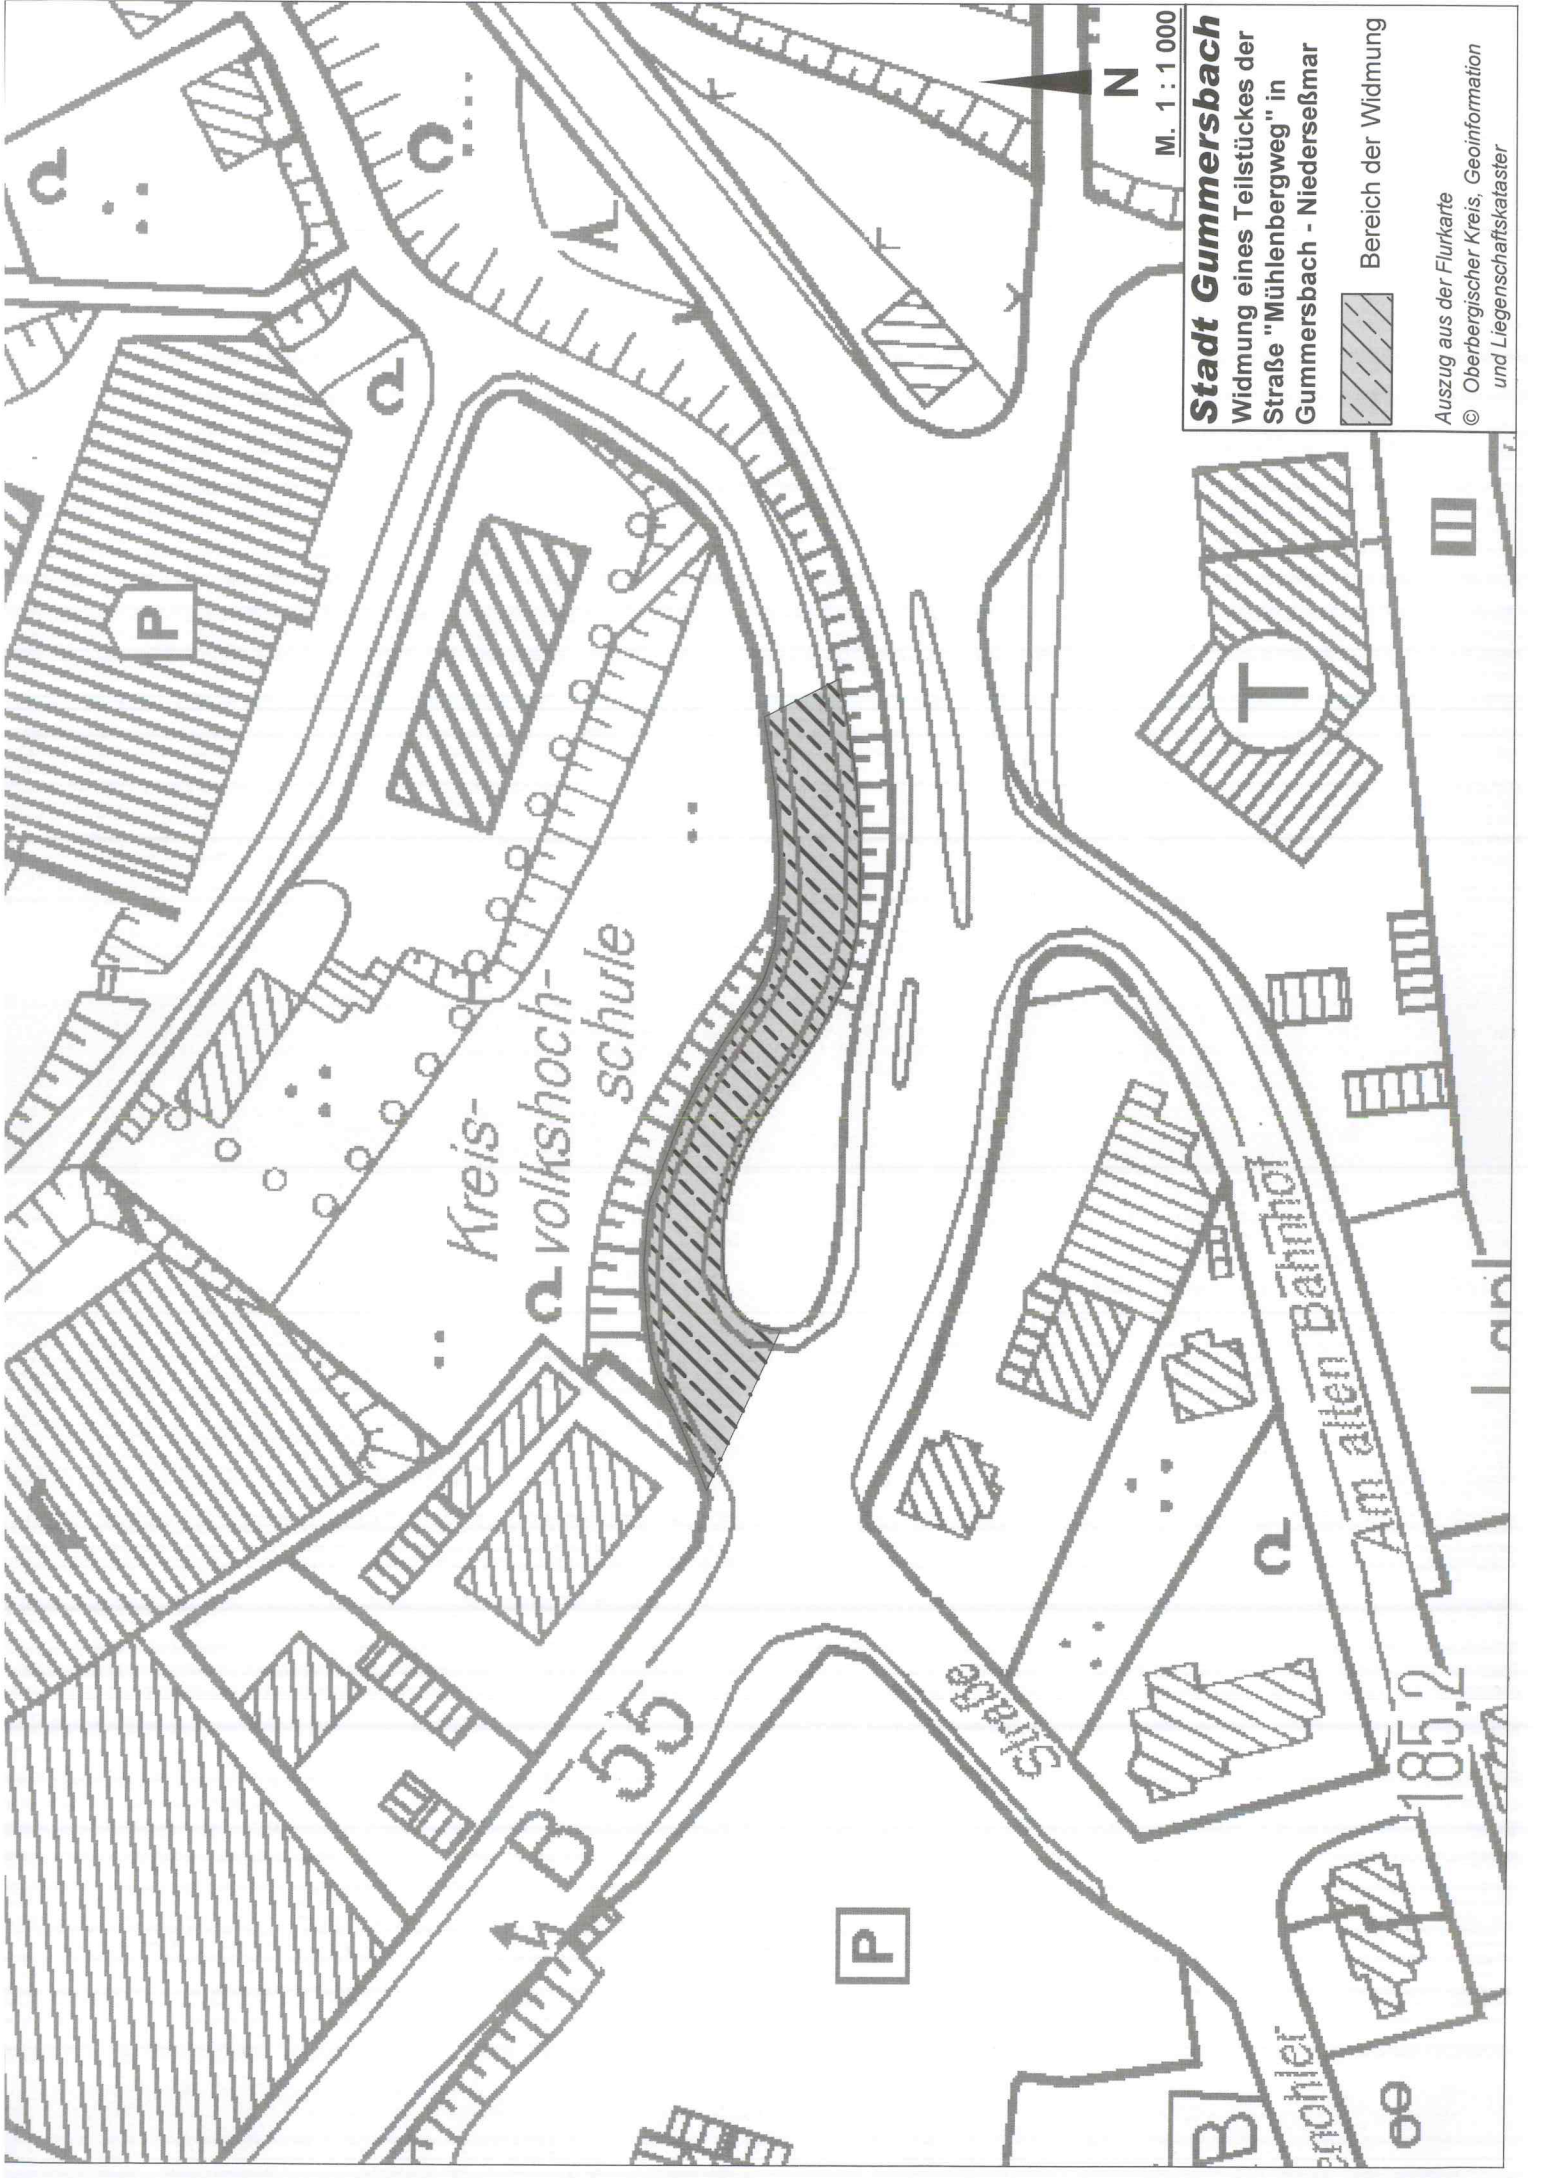 Stadt Gummersbach
Widmung eines Teilstückes der
Straße "Mühlenbergweg" in
Gummersbach - Niederseßmar
Bereich der Widmung
Auszug aus der Flurkarte
© Oberbergischer Kreis, Geoinformation
und Liegenschaftskataster
M. 1 : 1 000
N
P
Kreis-
volkshoch-
schule
T
B 55
P
Straße
Am alten Bahnhof
185,2
enohler
B